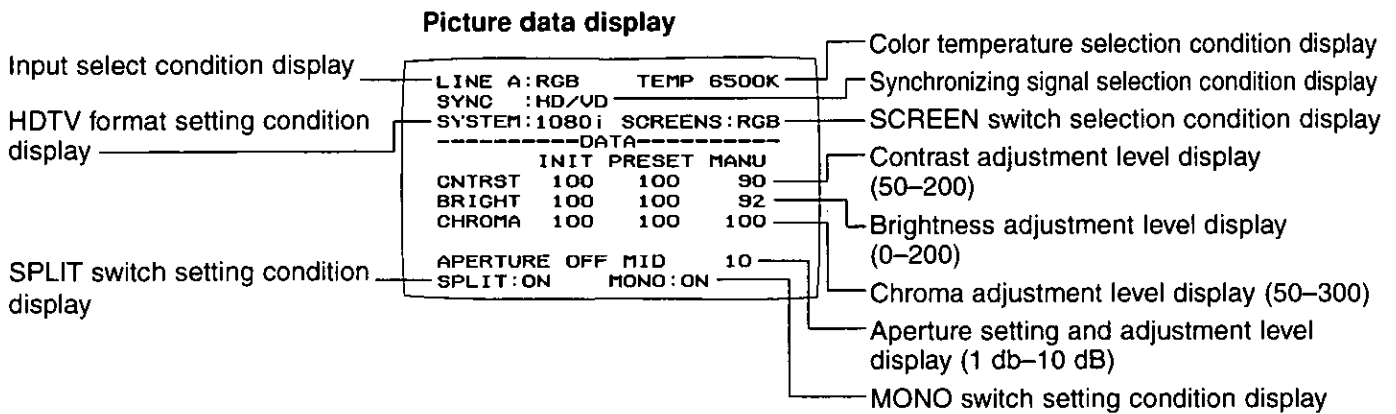 Picture data display
Input select condition display
HDTV format setting condition
display
SPLIT switch setting condition
display
LINE A:RGB TEMP 6500K
SYNC :HD/VD
SYSTEM:1080i SCREENS:RGB
-----------DATA-----------
INIT PRESET MANU
CNTRST 100 100 90
BRIGHT 100 100 92
CHROMA 100 100 100
APERTURE OFF MID 10
SPLIT:ON MONO:ON
Color temperature selection condition display
Synchronizing signal selection condition display
SCREEN switch selection condition display
Contrast adjustment level display
(50–200)
Brightness adjustment level display
(0–200)
Chroma adjustment level display (50–300)
Aperture setting and adjustment level
display (1 db–10 dB)
MONO switch setting condition display